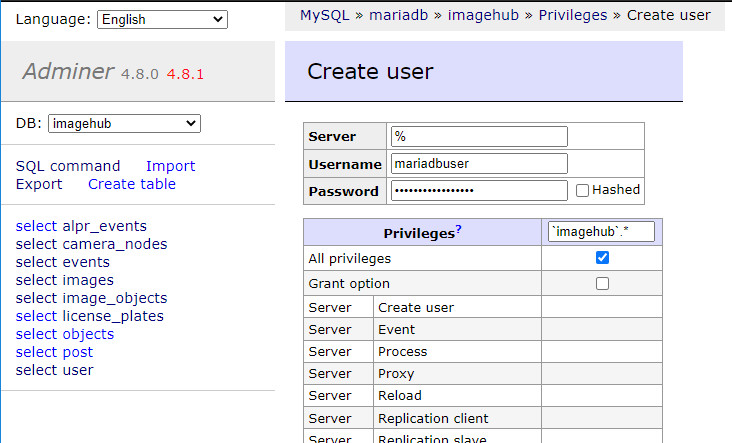 Language: English
MySQL » mariadb » imagehub » Privileges » Create user
Adminer 4.8.0 4.8.1
Create user
DB: imagehub
SQL command Import
Export Create table
select alpr_events
select camera_nodes
select events
select images
select image_objects
select license_plates
select objects
select post
select user
Server %
Username mariadbuser
Password ••••••••••••••••• Hashed
Privileges? `imagehub`.*
All privileges
Grant option
Server Create user
Server Event
Server Process
Server Proxy
Server Reload
Server Replication client
Server Replication slave